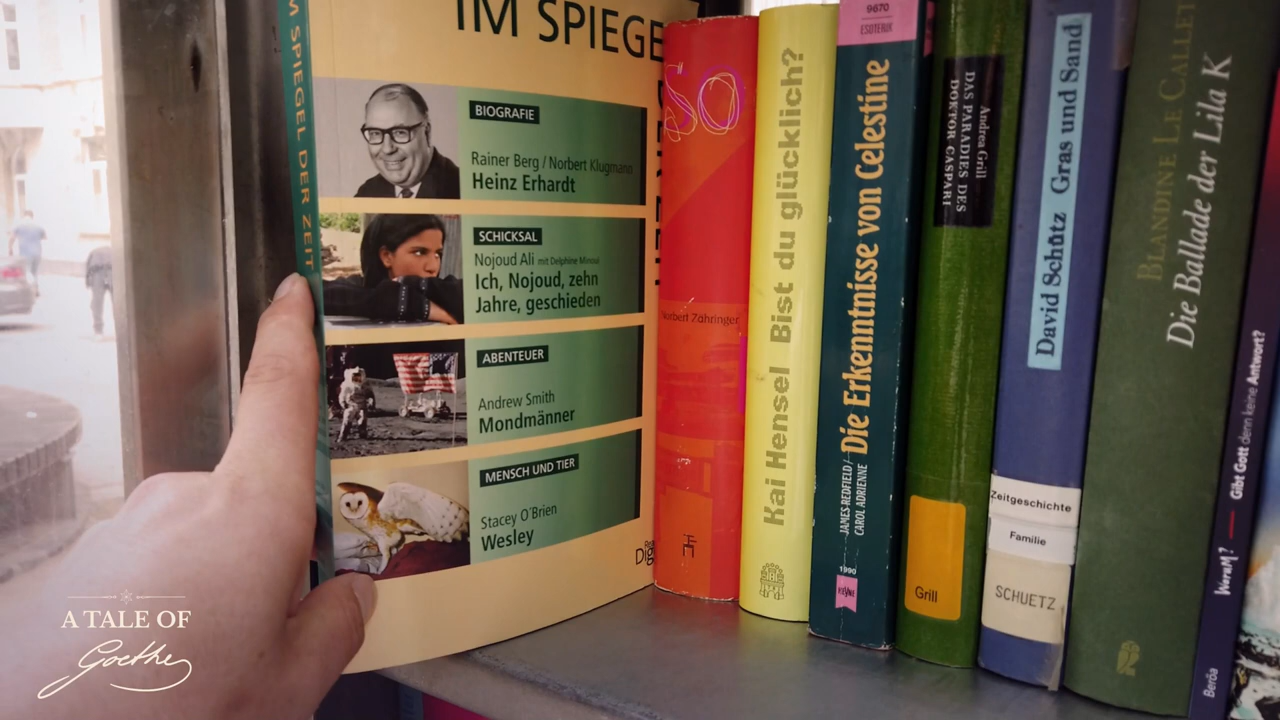 IM SPIEGEL DER ZEIT
IM SPIEGE
BIOGRAFIE
Rainer Berg / Norbert Klugmann
Heinz Erhardt
SCHICKSAL
Nojoud Ali mit Delphine Minoui
Ich, Nojoud, zehn
Jahre, geschieden
ABENTEUER
Andrew Smith
Mondmänner
MENSCH UND TIER
Stacey O'Brien
Wesley
SO
Norbert Zähringer
Kai Hensel Bist du glücklich?
9670
ESOTERIK
Die Erkenntnisse von Celestine
JAMES REDFIELD/
CAROL ADRIENNE
1990
HEYNE
Andrea Grill
DAS PARADIES DES
DOKTOR CASPARI
Grill
David Schütz Gras und Sand
Zeitgeschichte
Familie
SCHUETZ
BLANDINE LE CALLET
Die Ballade der Lila K
Warum? Gibt Gott denn keine Antwort?
Beröa
A TALE OF
Goethe